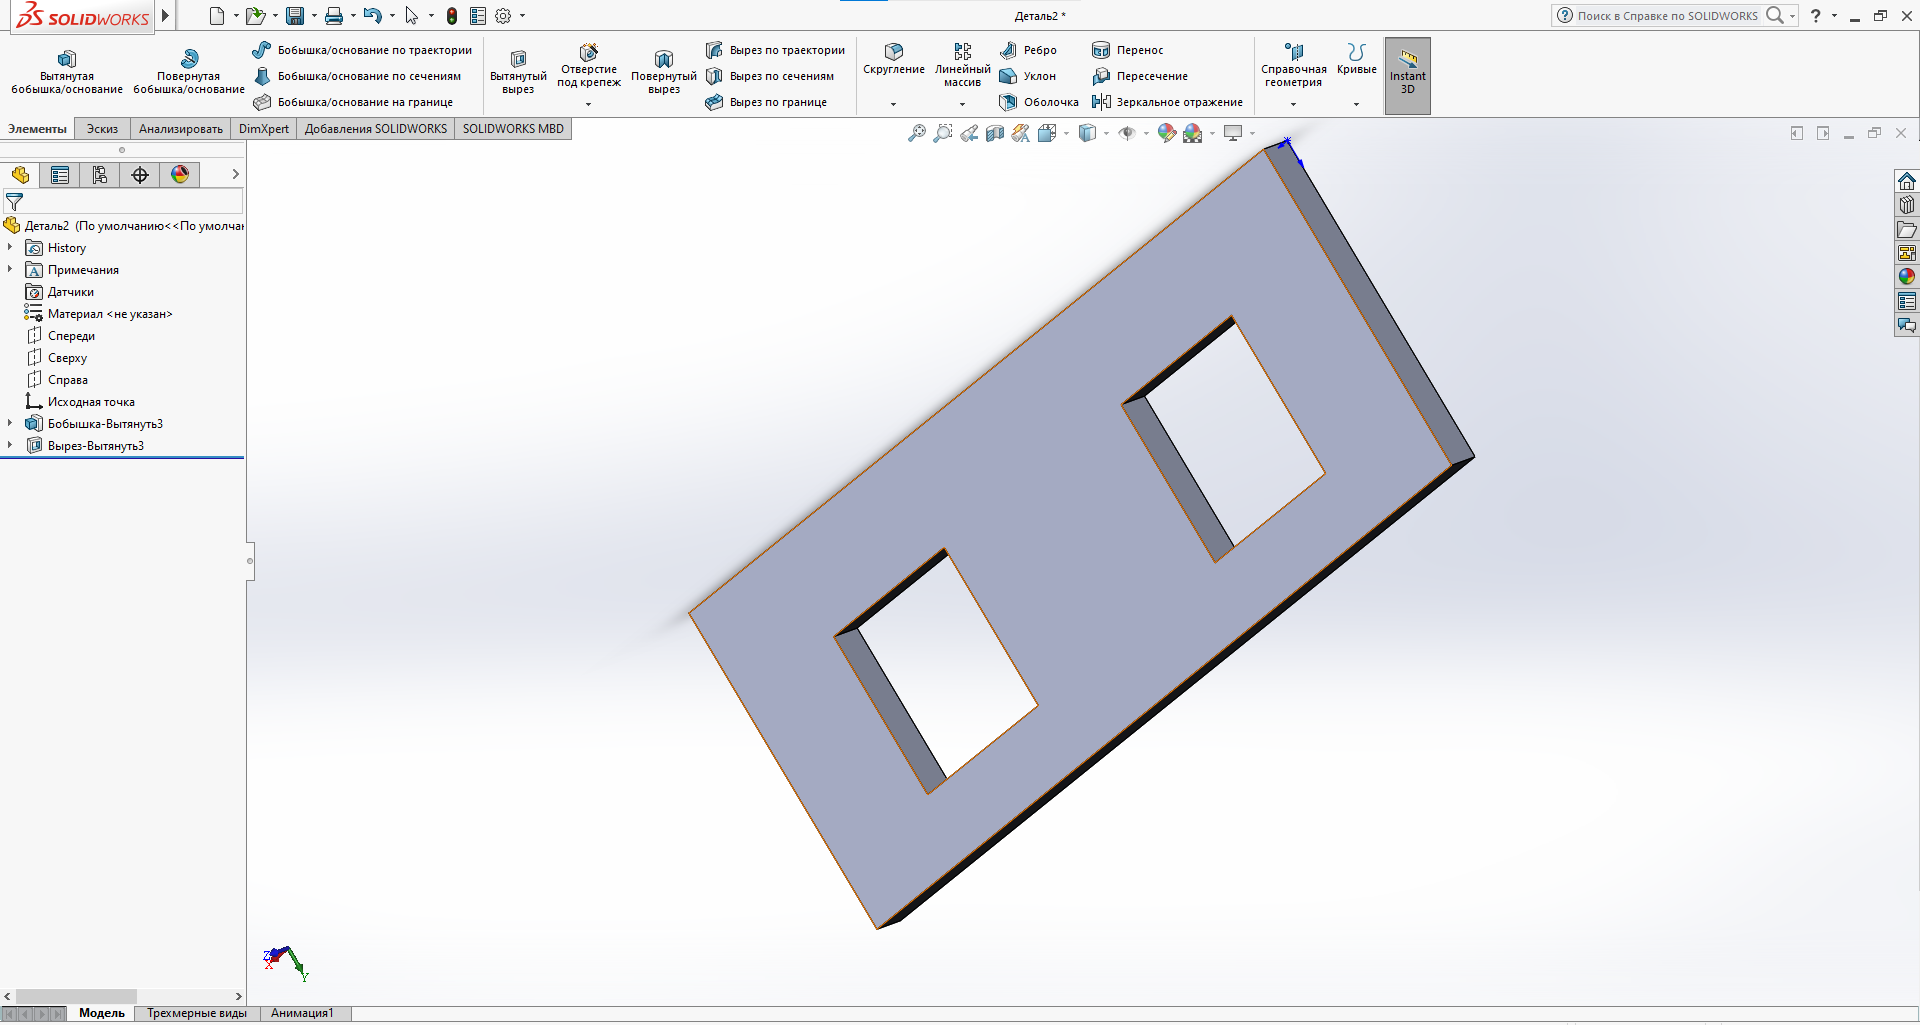 SOLIDWORKS
Деталь2 *
Поиск в Справке по SOLIDWORKS
Вытянутая
бобышка/основание
Повернутая
бобышка/основание
Бобышка/основание по траектории
Бобышка/основание по сечениям
Бобышка/основание на границе
Вытянутый
вырез
Отверстие
под крепеж
Повернутый
вырез
Вырез по траектории
Вырез по сечениям
Вырез по границе
Скругление
Линейный
массив
Ребро
Уклон
Оболочка
Перенос
Пересечение
Зеркальное отражение
Справочная
геометрия
Кривые
Instant
3D
Элементы
Эскиз
Анализировать
DimXpert
Добавления SOLIDWORKS
SOLIDWORKS MBD
Деталь2 (По умолчанию<<По умолчан
History
Примечания
Датчики
Материал <не указан>
Спереди
Сверху
Справа
Исходная точка
Бобышка-Вытянуть3
Вырез-Вытянуть3
Z
X
Y
Модель
Трехмерные виды
Анимация1